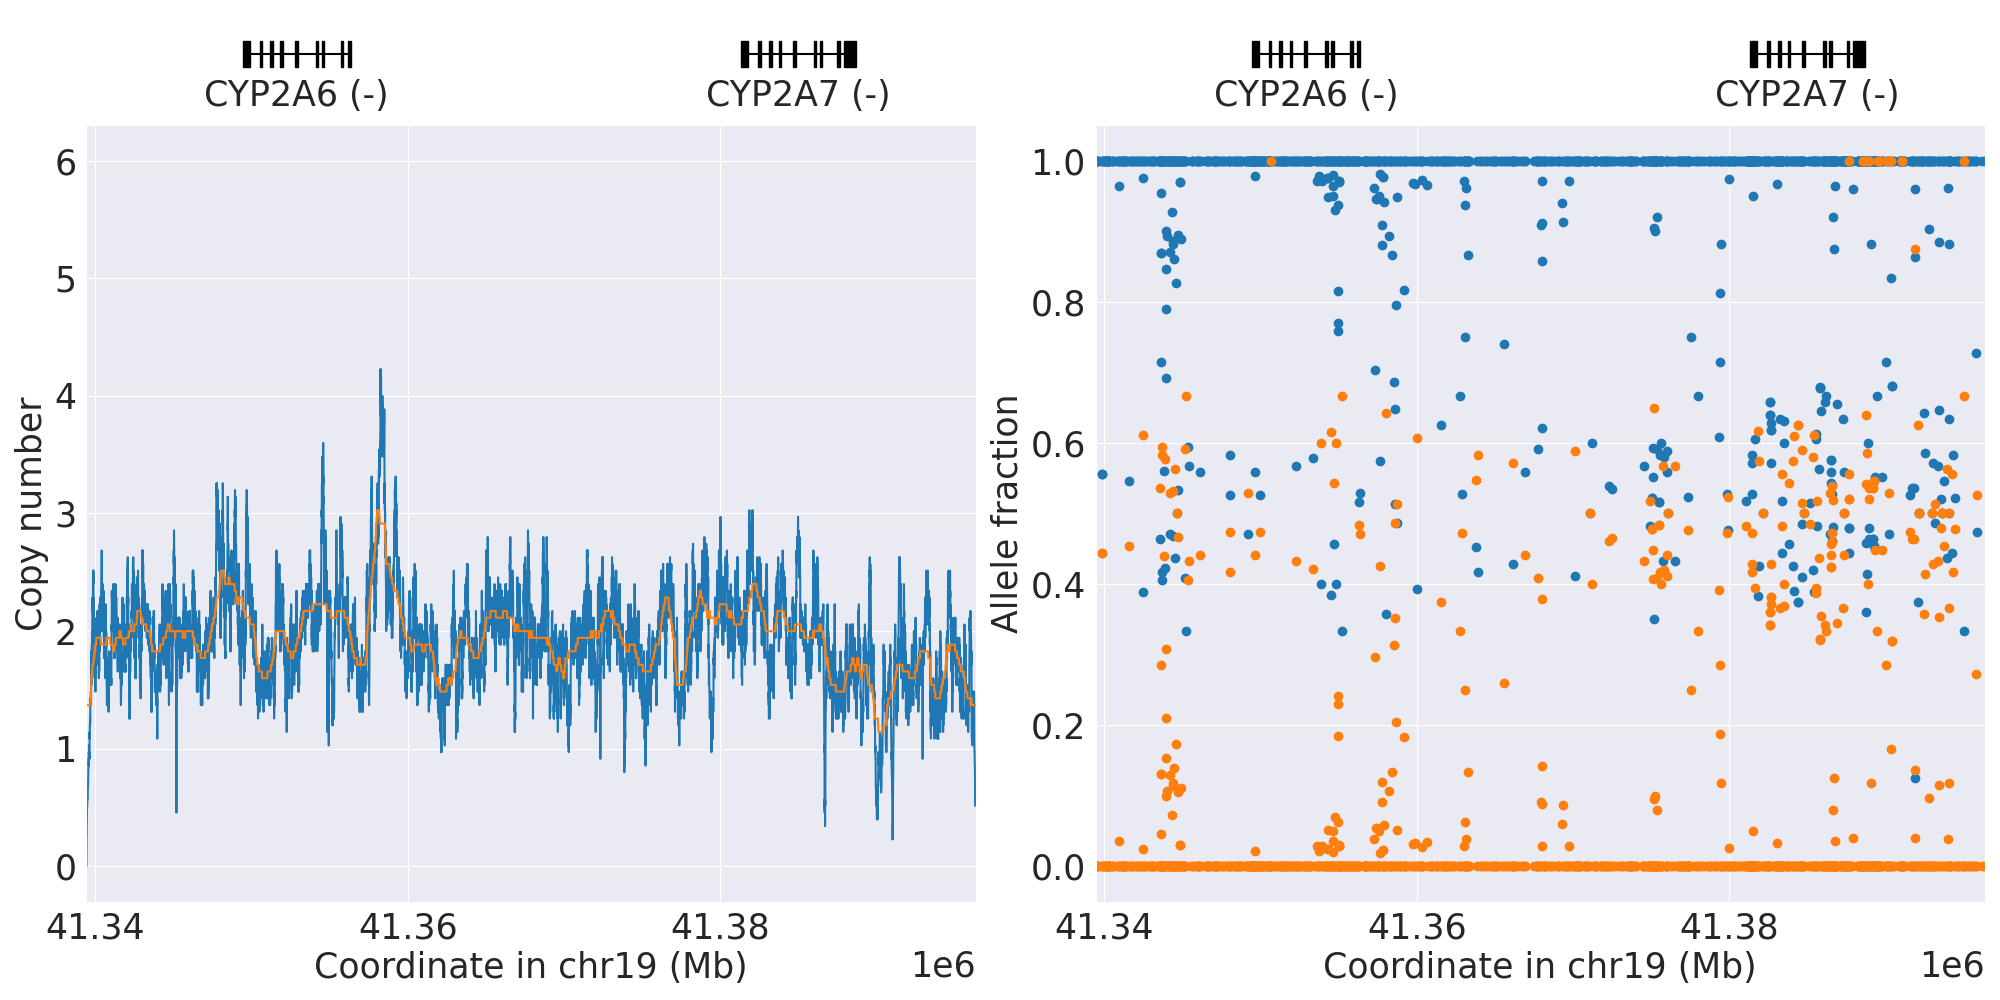 CYP2A6 (-)
CYP2A7 (-)
6
5
4
3
2
1
0
Copy number
41.34
41.36
41.38
Coordinate in chr19 (Mb)
1e6
CYP2A6 (-)
CYP2A7 (-)
1.0
0.8
0.6
0.4
0.2
0.0
Allele fraction
41.34
41.36
41.38
Coordinate in chr19 (Mb)
1e6